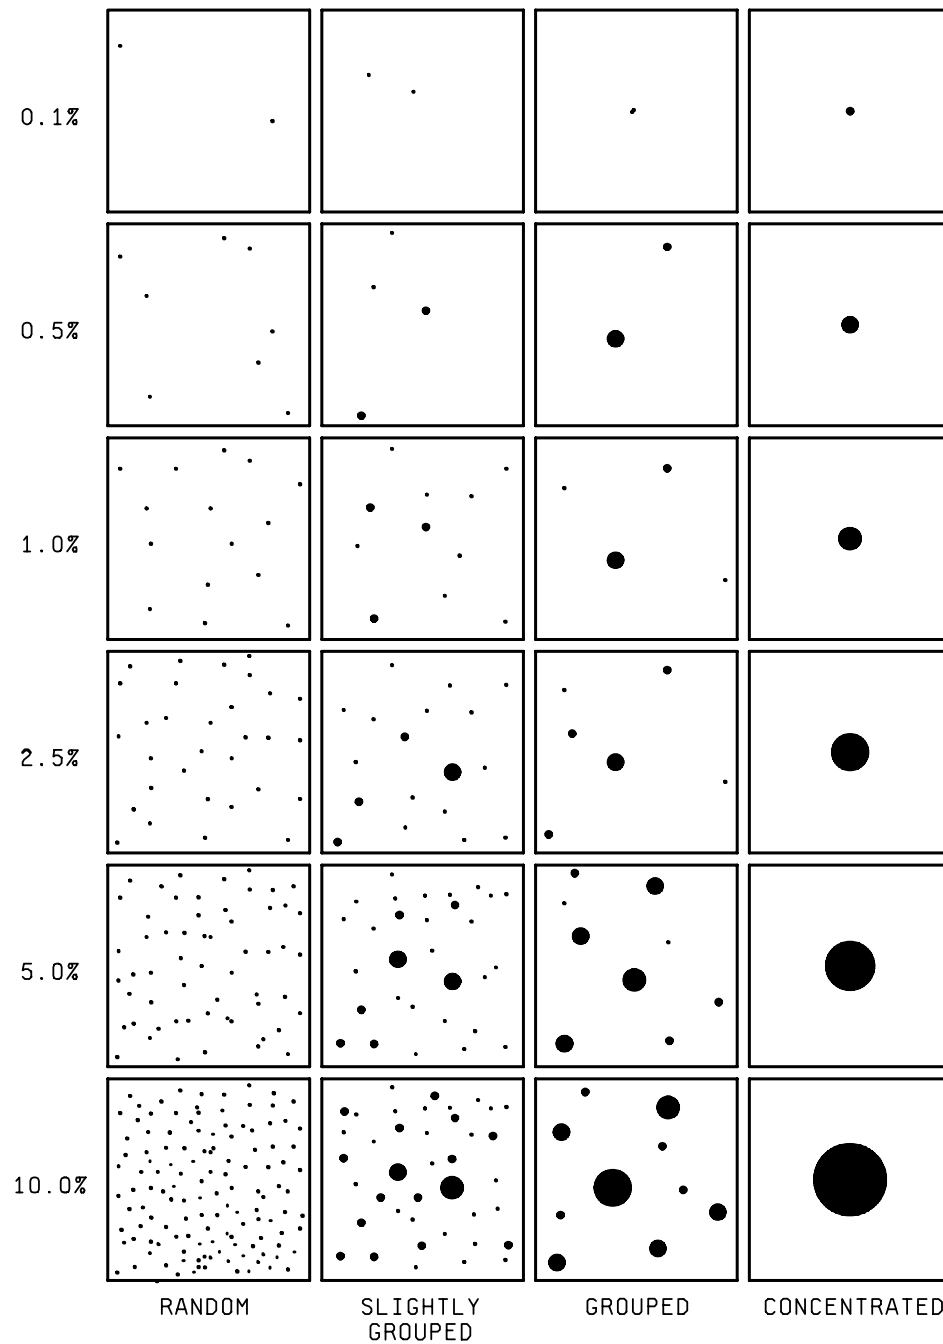 0.1%
0.5%
1.0%
2.5%
5.0%
10.0%
RANDOM
SLIGHTLY
GROUPED
GROUPED
CONCENTRATED